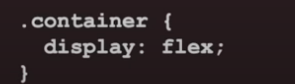 .container {
  display: flex;
}